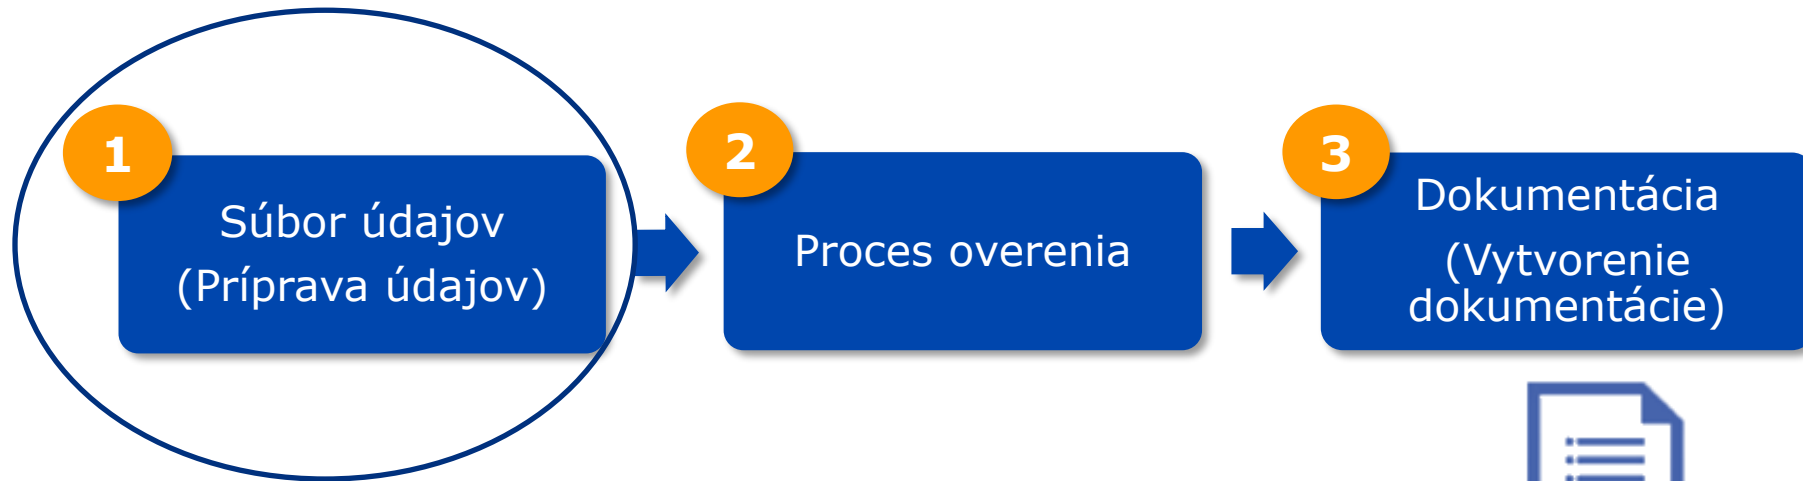 1
Súbor údajov
(Príprava údajov)
2
Proces overenia
3
Dokumentácia
(Vytvorenie
dokumentácie)